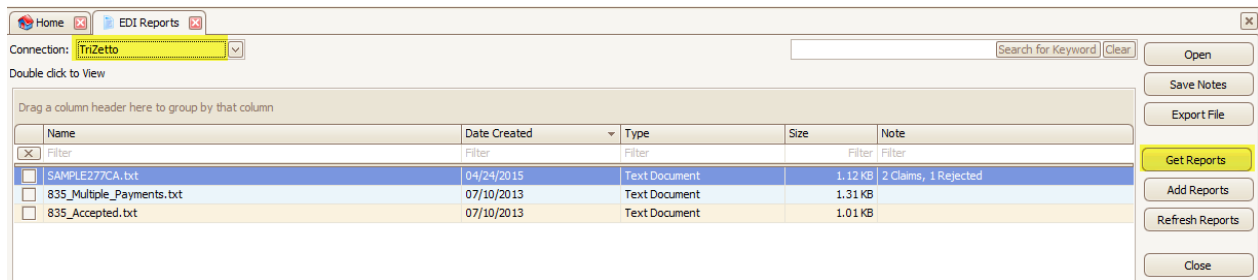 Home EDI Reports
Connection: TriZetto Search for Keyword Clear Open
Double click to View
Save Notes
Drag a column header here to group by that column
Export File
Name Date Created Type Size Note
Filter Filter Filter Filter Filter
Get Reports
SAMPLE277CA.txt 04/24/2015 Text Document 1.12 KB 2 Claims, 1 Rejected
835_Multiple_Payments.txt 07/10/2013 Text Document 1.31 KB
Add Reports
835_Accepted.txt 07/10/2013 Text Document 1.01 KB
Refresh Reports
Close